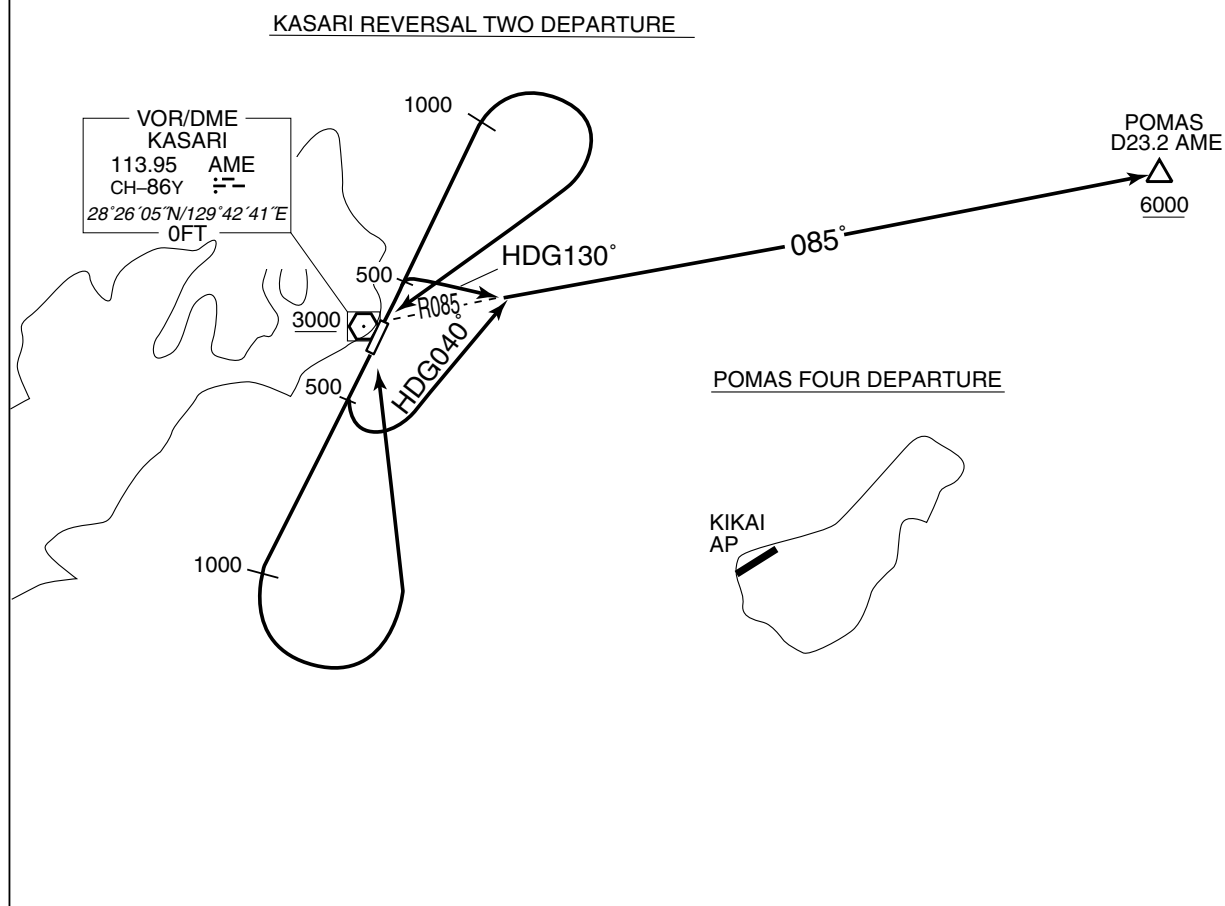 KASARI REVERSAL TWO DEPARTURE
VOR/DME
KASARI
113.95 AME
CH–86Y
28°26´05˝N/129°42´41˝E
0FT
1000
POMAS
D23.2 AME
6000
085°
HDG130°
500
R085
3000
HDG040°
500
POMAS FOUR DEPARTURE
KIKAI
AP
1000